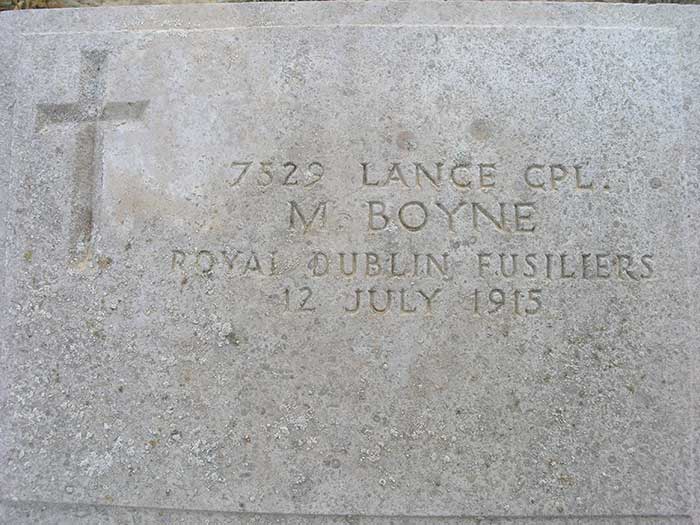 7529 LANCE CPL.
M. BOYNE
ROYAL DUBLIN FUSILIERS
12 JULY 1915